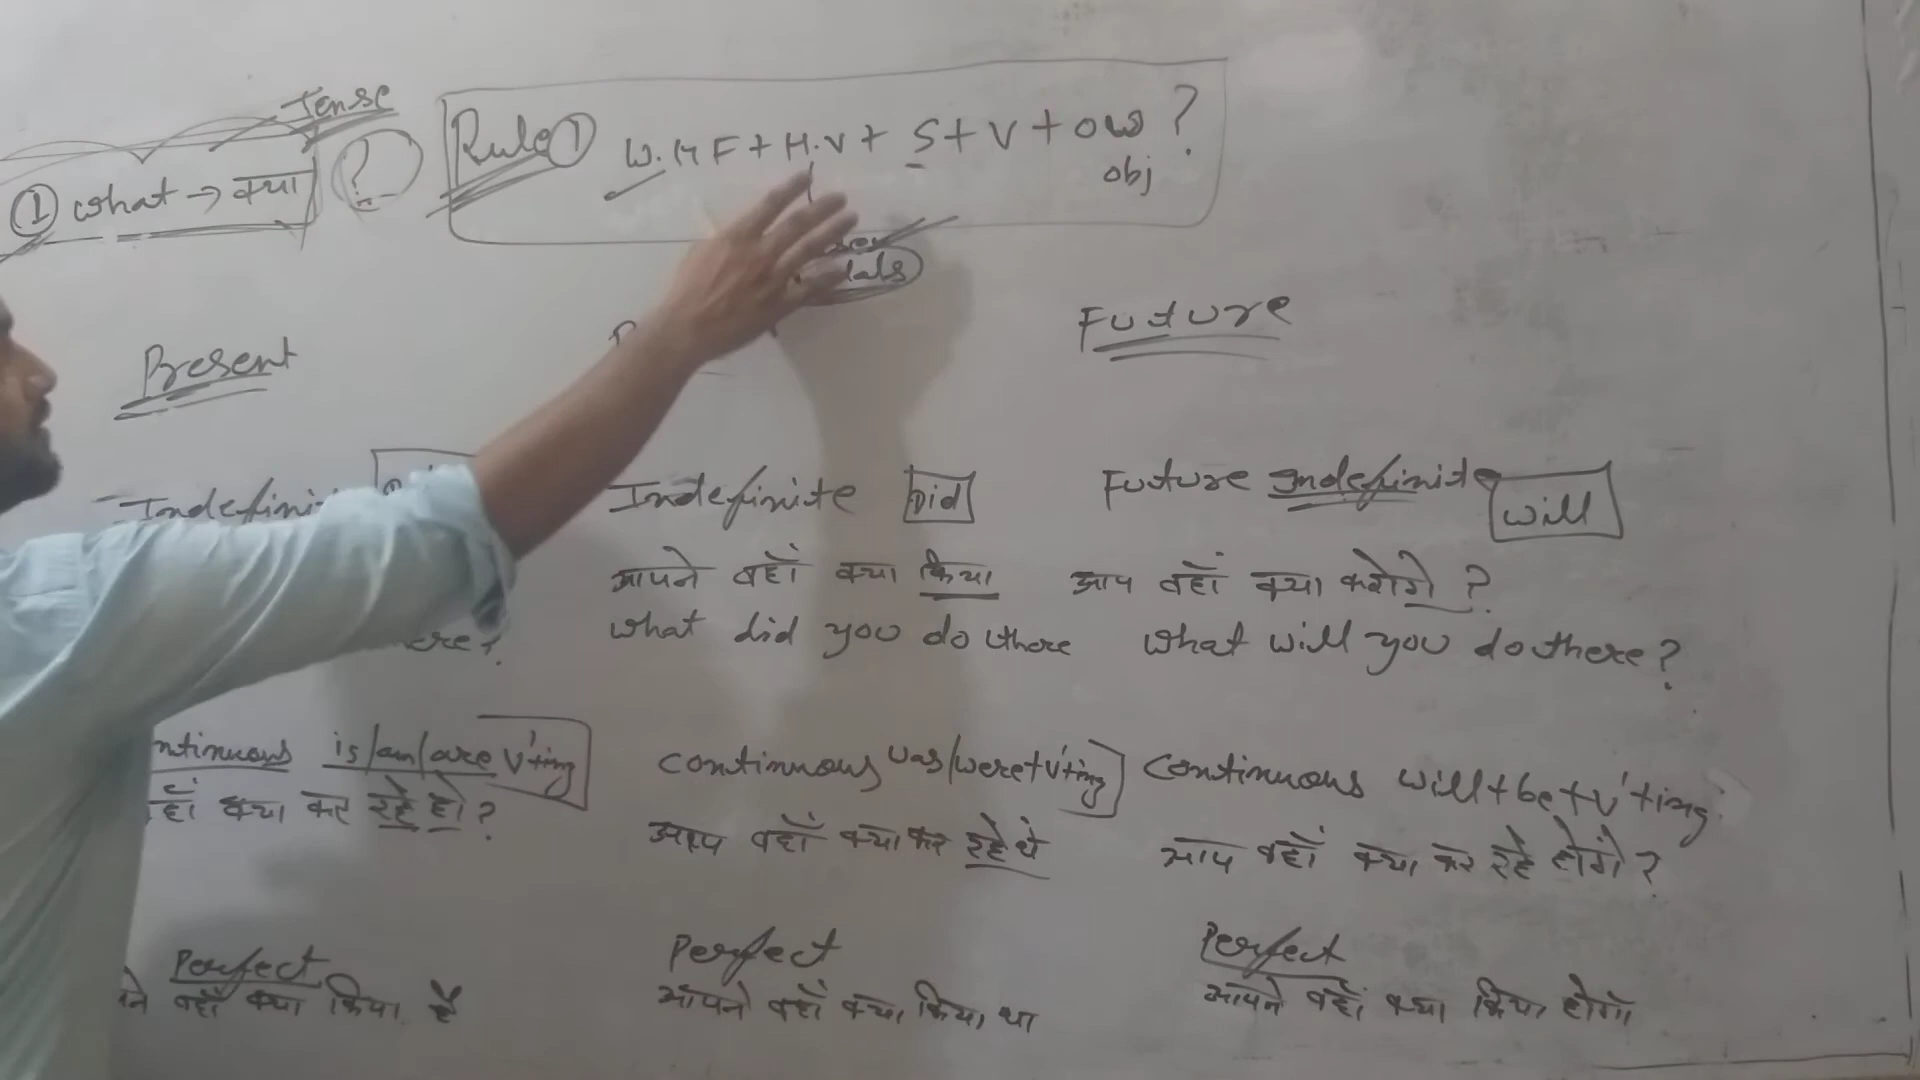 Tense
① what → क्या ?
Rule ① W.H F + H.V + S + V + OW ?
obj
Present
Future
Indefinite Did
Future Indefinite will
आपने वहाँ क्या किया
आप वहाँ क्या करोगे ?
what did you do there
what will you do there ?
is/am/are V'+ing
continuous was/were+V'+ing
Continuous will+be+V'+ing
क्या कर रहे हो ?
आप वहाँ क्या कर रहे थे
आप वहाँ क्या कर रहे होगे ?
Perfect
Perfect
Perfect
वहाँ क्या किया है
आपने वहाँ क्या किया था
आपने वहाँ क्या किया होगा